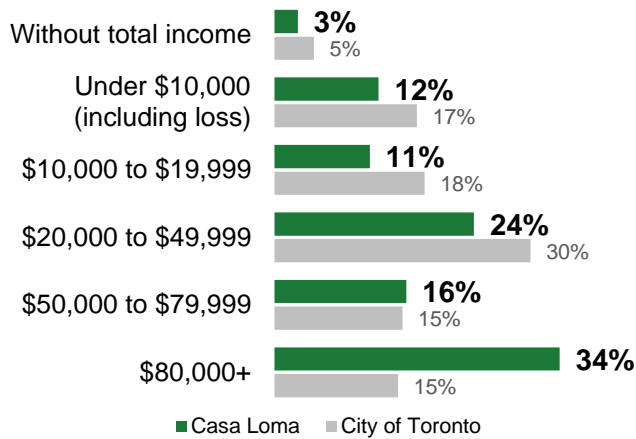 Without total income
3%
5%
Under $10,000
(including loss)
12%
17%
$10,000 to $19,999
11%
18%
$20,000 to $49,999
24%
30%
$50,000 to $79,999
16%
15%
$80,000+
34%
15%
Casa Loma City of Toronto